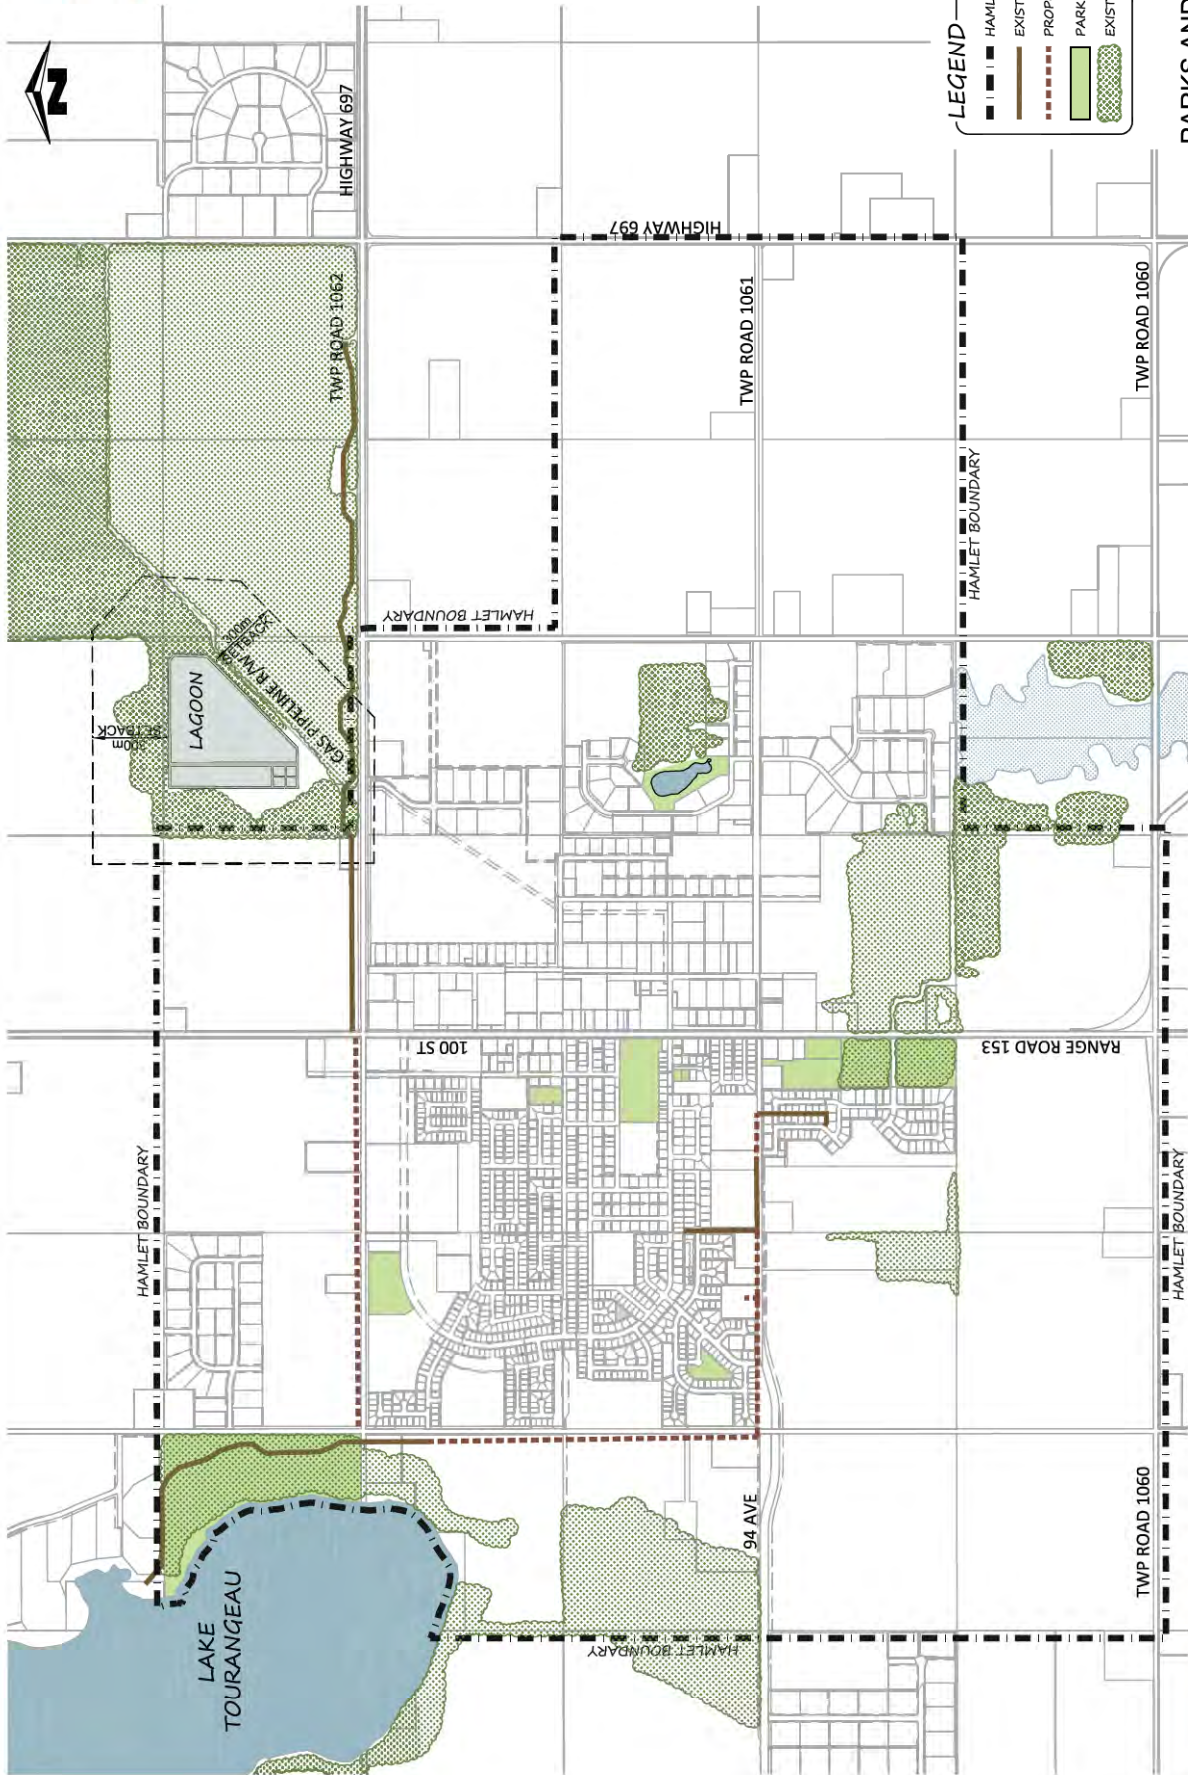 N
HIGHWAY 697
TWP ROAD 1062
HIGHWAY 697
TWP ROAD 1061
TWP ROAD 1060
HAMLET BOUNDARY
HAMLET BOUNDARY
300m
SETBACK
GAS PIPELINE R/W
LAGOON
300m
SETBACK
100 ST
RANGE ROAD 153
HAMLET BOUNDARY
HAMLET BOUNDARY
94 AVE
TWP ROAD 1060
HAMLET BOUNDARY
LAKE
TOURANGEAU
LEGEND
HAML
EXIST
PROP
PARK
EXIST
PARKS AND